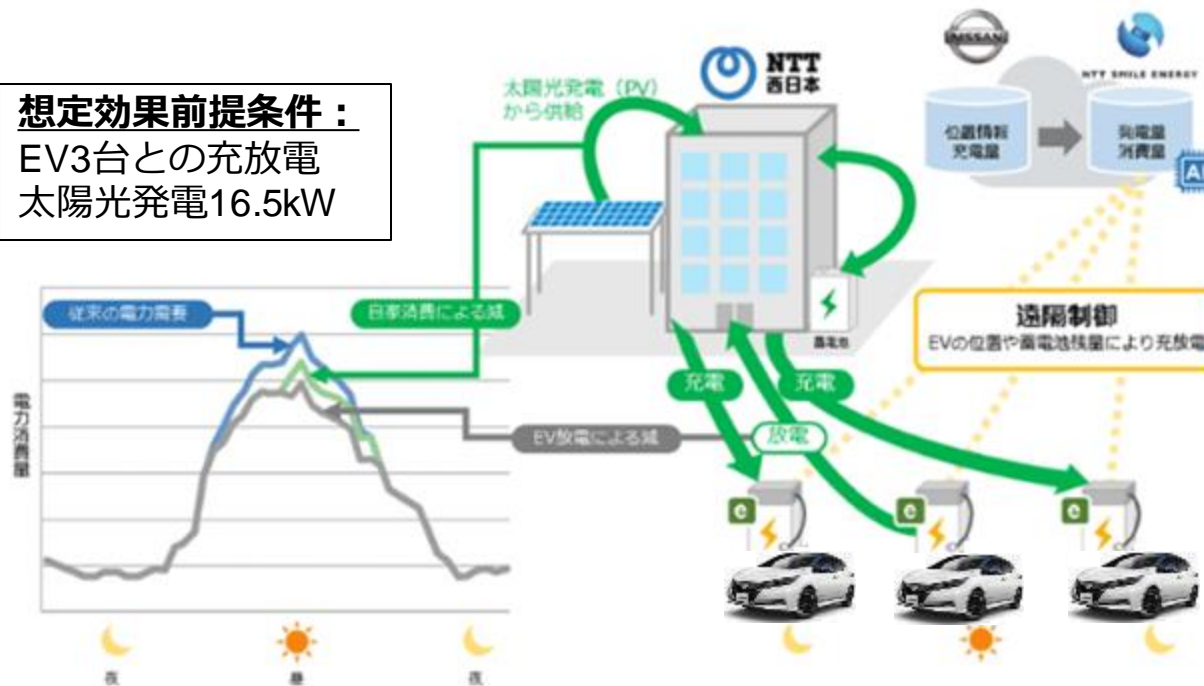 想定効果前提条件：
EV3台との充放電
太陽光発電16.5kW
太陽光発電（PV）
から供給
NTT
西日本
NISSAN
NTT SMILE ENERGY
位置情報
充電量
発電量
消費量
AI
従来の電力需要
自家消費による減
蓄電池
遠隔制御
EVの位置や蓄電池残量により充放電
充電
充電
放電
EV放電による減
電力消費量
e
e
e
夜
昼
夜